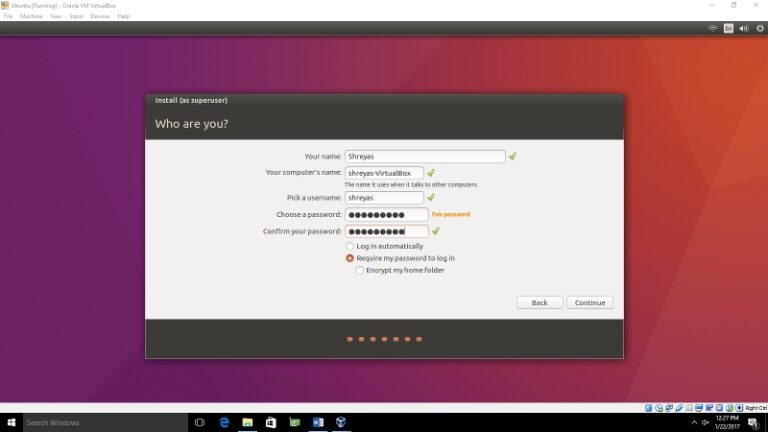 Ubuntu [Running] - Oracle VM VirtualBox
File Machine View Input Devices Help
En
Install (as superuser)
Who are you?
Your name: Shreyas
Your computer's name: shreyas-VirtualBox
The name it uses when it talks to other computers.
Pick a username: shreyas
Choose a password: ●●●●●●●●● Fair password
Confirm your password: ●●●●●●●●●
Log in automatically
Require my password to log in
Encrypt my home folder
Back Continue
Right Ctrl
Search Windows
12:27 PM
1/22/2017